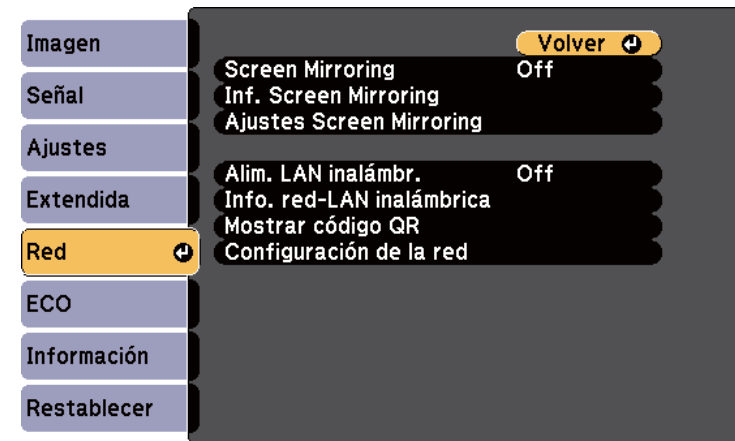 Imagen
Señal
Ajustes
Extendida
Red
ECO
Información
Restablecer
Volver
Screen Mirroring Off
Inf. Screen Mirroring
Ajustes Screen Mirroring
Alim. LAN inalámbr. Off
Info. red-LAN inalámbrica
Mostrar código QR
Configuración de la red